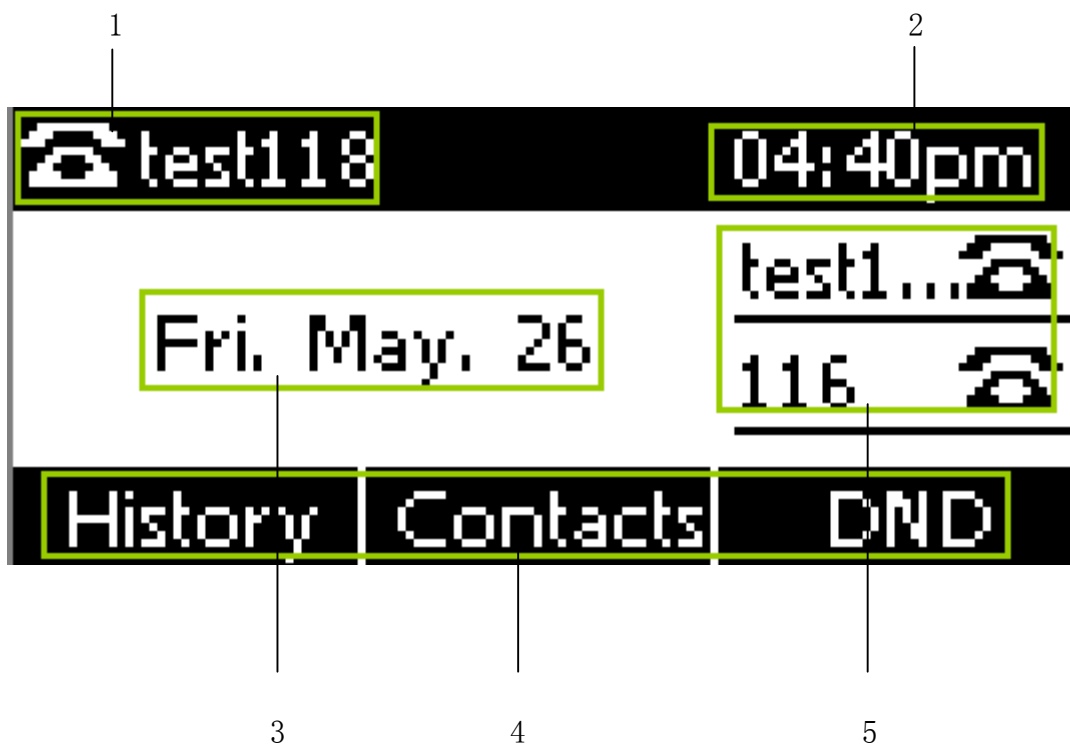 1 2
test118 04:40pm
test1...
Fri. May. 26
116
History Contacts DND
3 4 5